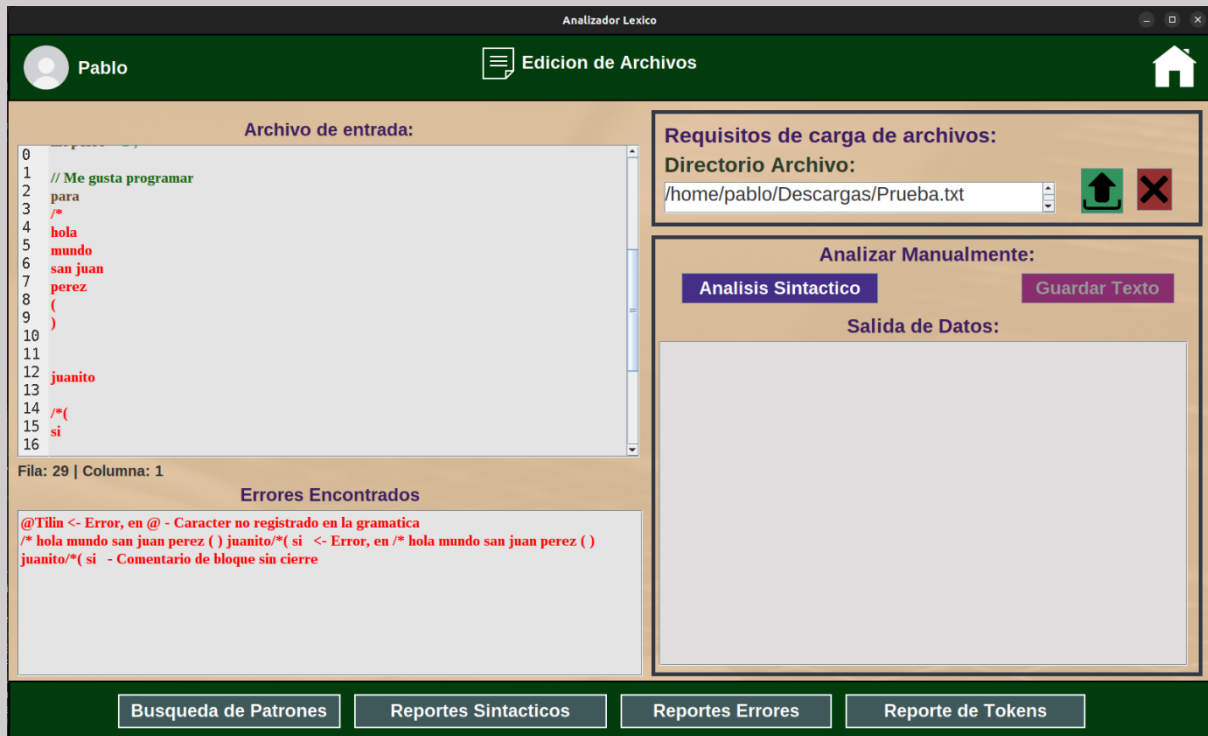 Analizador Lexico
Pablo
Edicion de Archivos
Archivo de entrada:
0
1 // Me gusta programar
2 para
3 /*
4 hola
5 mundo
6 san juan
7 perez
8 (
9 )
10
11
12 juanito
13
14 /*(
15 si
16
Fila: 29 | Columna: 1
Errores Encontrados
@Tilin <- Error, en @ - Caracter no registrado en la gramatica
/* hola mundo san juan perez ( ) juanito/*( si <- Error, en /* hola mundo san juan perez ( )
juanito/*( si - Comentario de bloque sin cierre
Requisitos de carga de archivos:
Directorio Archivo:
/home/pablo/Descargas/Prueba.txt
Analizar Manualmente:
Analisis Sintactico
Guardar Texto
Salida de Datos:
Busqueda de Patrones
Reportes Sintacticos
Reportes Errores
Reporte de Tokens